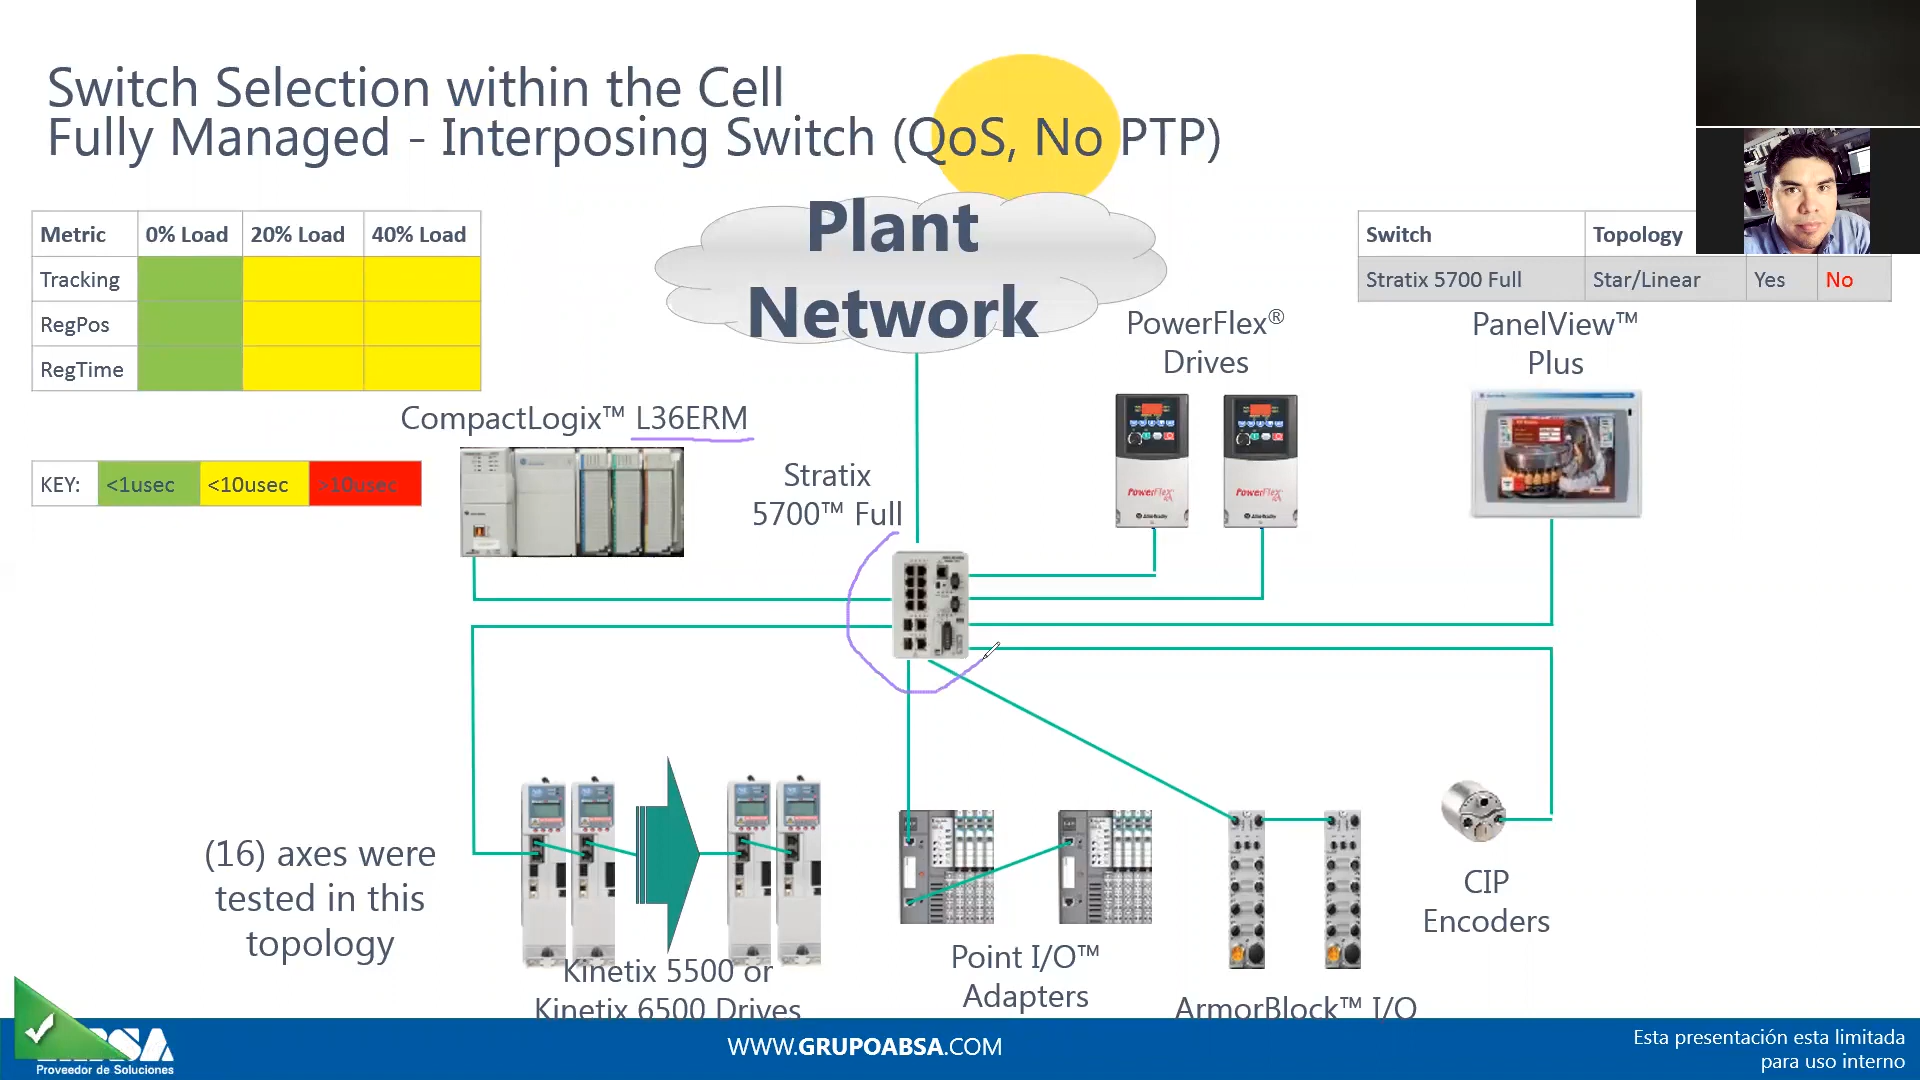 Switch Selection within the Cell
Fully Managed - Interposing Switch (QoS, No PTP)
Metric 0% Load 20% Load 40% Load
Tracking
RegPos
RegTime
KEY: <1usec <10usec >10usec
Plant
Network
Switch Topology
Stratix 5700 Full Star/Linear Yes No
CompactLogix™ L36ERM
Stratix
5700™ Full
PowerFlex®
Drives
PanelView™
Plus
PowerFlex
PowerFlex
(16) axes were
tested in this
topology
Kinetix 5500 or
Kinetix 6500 Drives
Point I/O™
Adapters
ArmorBlock™ I/O
CIP
Encoders
Proveedor de Soluciones
WWW.GRUPOABSA.COM
Esta presentación esta limitada
para uso interno